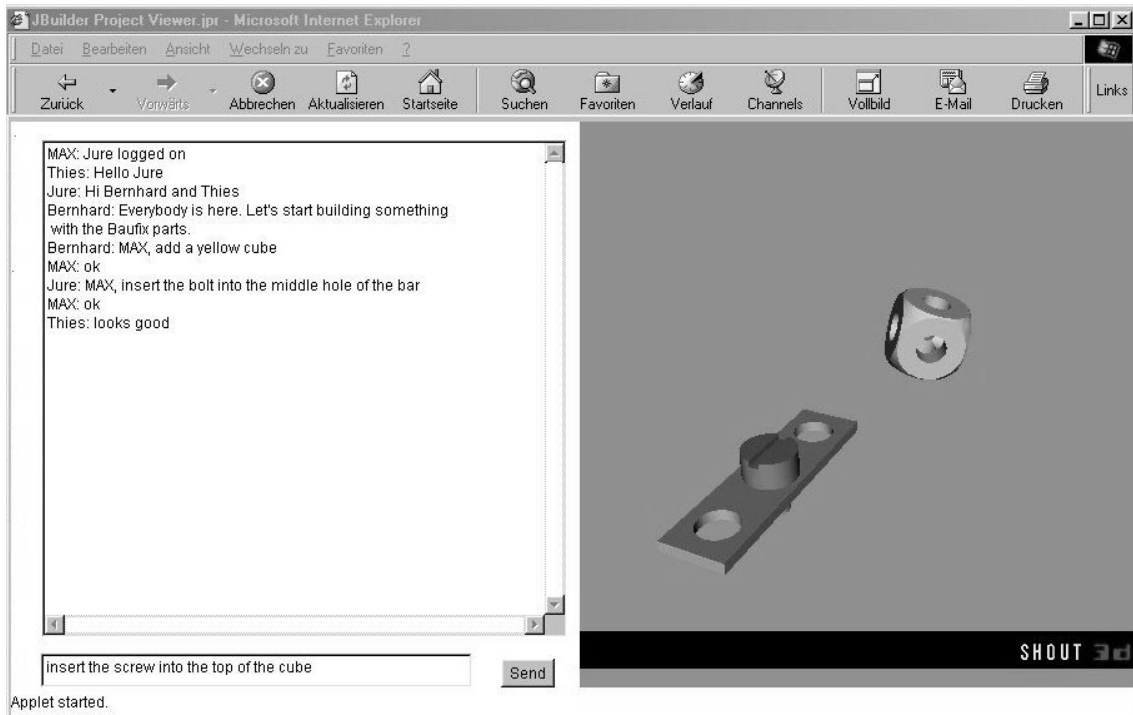 JBuilder Project Viewer.jpr - Microsoft Internet Explorer
Datei Bearbeiten Ansicht Wechseln zu Favoriten ?
Zurück Vorwärts Abbrechen Aktualisieren Startseite Suchen Favoriten Verlauf Channels Vollbild E-Mail Drucken Links
MAX: Jure logged on
Thies: Hello Jure
Jure: Hi Bernhard and Thies
Bernhard: Everybody is here. Let's start building something
with the Baufix parts.
Bernhard: MAX, add a yellow cube
MAX: ok
Jure: MAX, insert the bolt into the middle hole of the bar
MAX: ok
Thies: looks good
SHOUT 3d
insert the screw into the top of the cube
Send
Applet started.